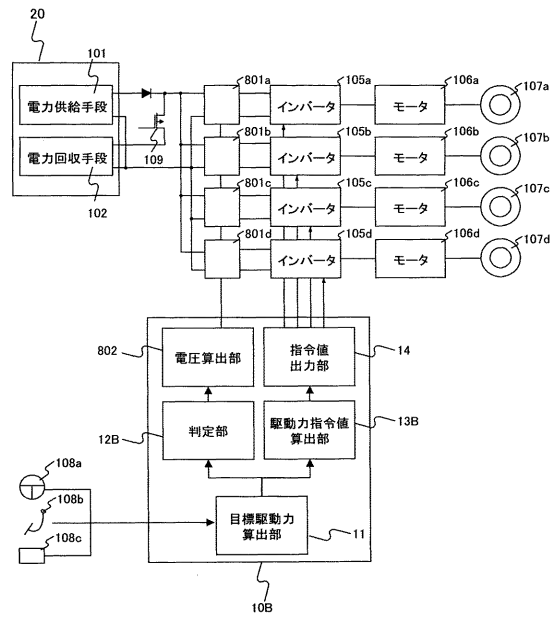 20
101
電力供給手段
電力回収手段
102
109
801a
105a
106a
107a
インバータ
モータ
801b
105b
106b
107b
インバータ
モータ
801c
105c
106c
107c
インバータ
モータ
801d
105d
106d
107d
インバータ
モータ
802
電圧算出部
指令値
出力部
14
12B
判定部
駆動力指令値
算出部
13B
108a
108b
108c
目標駆動力
算出部
11
10B